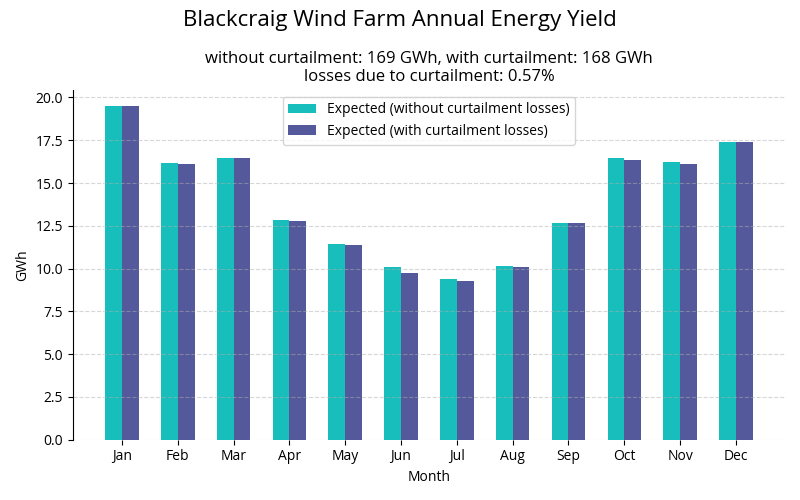 Blackcraig Wind Farm Annual Energy Yield
without curtailment: 169 GWh, with curtailment: 168 GWh
losses due to curtailment: 0.57%
Expected (without curtailment losses)
Expected (with curtailment losses)
GWh
20.0
17.5
15.0
12.5
10.0
7.5
5.0
2.5
0.0
Jan Feb Mar Apr May Jun Jul Aug Sep Oct Nov Dec
Month